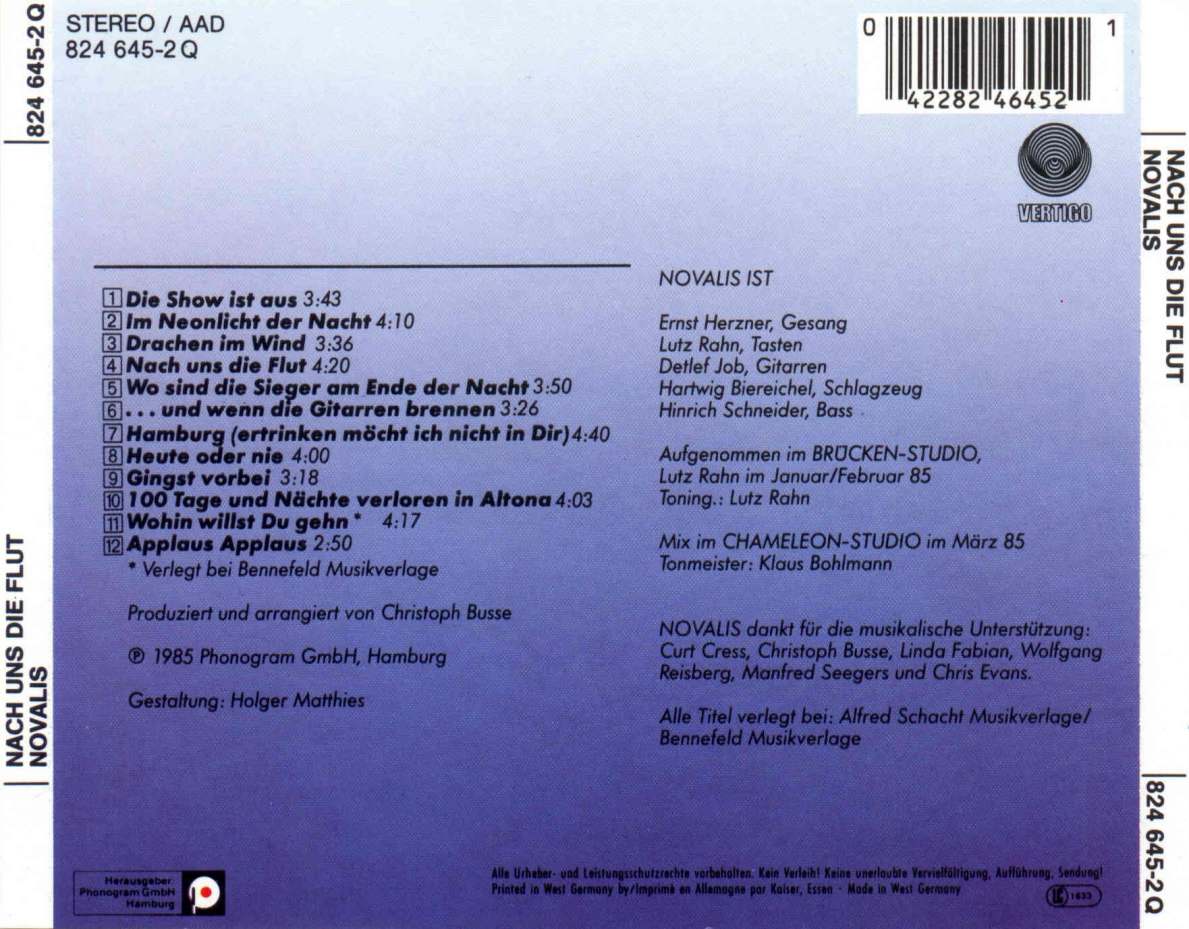 STEREO / AAD
824 645-2 Q
0 42282 46452 1
VERTIGO
824 645-2 Q
NACH UNS DIE FLUT
NOVALIS
1 Die Show ist aus 3:43
2 Im Neonlicht der Nacht 4:10
3 Drachen im Wind 3:36
4 Nach uns die Flut 4:20
5 Wo sind die Sieger am Ende der Nacht 3:50
6 ... und wenn die Gitarren brennen 3:26
7 Hamburg (ertrinken möcht ich nicht in Dir) 4:40
8 Heute oder nie 4:00
9 Gingst vorbei 3:18
10 100 Tage und Nächte verloren in Altona 4:03
11 Wohin willst Du gehn * 4:17
12 Applaus Applaus 2:50
* Verlegt bei Bennefeld Musikverlage
Produziert und arrangiert von Christoph Busse
℗ 1985 Phonogram GmbH, Hamburg
Gestaltung: Holger Matthies
NOVALIS IST
Ernst Herzner, Gesang
Lutz Rahn, Tasten
Detlef Job, Gitarren
Hartwig Biereichel, Schlagzeug
Hinrich Schneider, Bass
Aufgenommen im BRÜCKEN-STUDIO,
Lutz Rahn im Januar/Februar 85
Toning.: Lutz Rahn
Mix im CHAMELEON-STUDIO im März 85
Tonmeister: Klaus Bohlmann
NOVALIS dankt für die musikalische Unterstützung:
Curt Cress, Christoph Busse, Linda Fabian, Wolfgang
Reisberg, Manfred Seegers und Chris Evans.
Alle Titel verlegt bei: Alfred Schacht Musikverlage/
Bennefeld Musikverlage
Herausgeber:
Phonogram GmbH
Hamburg
Alle Urheber- und Leistungsschutzrechte vorbehalten. Kein Verleih! Keine unerlaubte Vervielfältigung, Aufführung, Sendung!
Printed in West Germany by/Imprimé en Allemagne par Kaiser, Essen - Made in West Germany
LC 1633
NACH UNS DIE FLUT
NOVALIS
824 645-2 Q